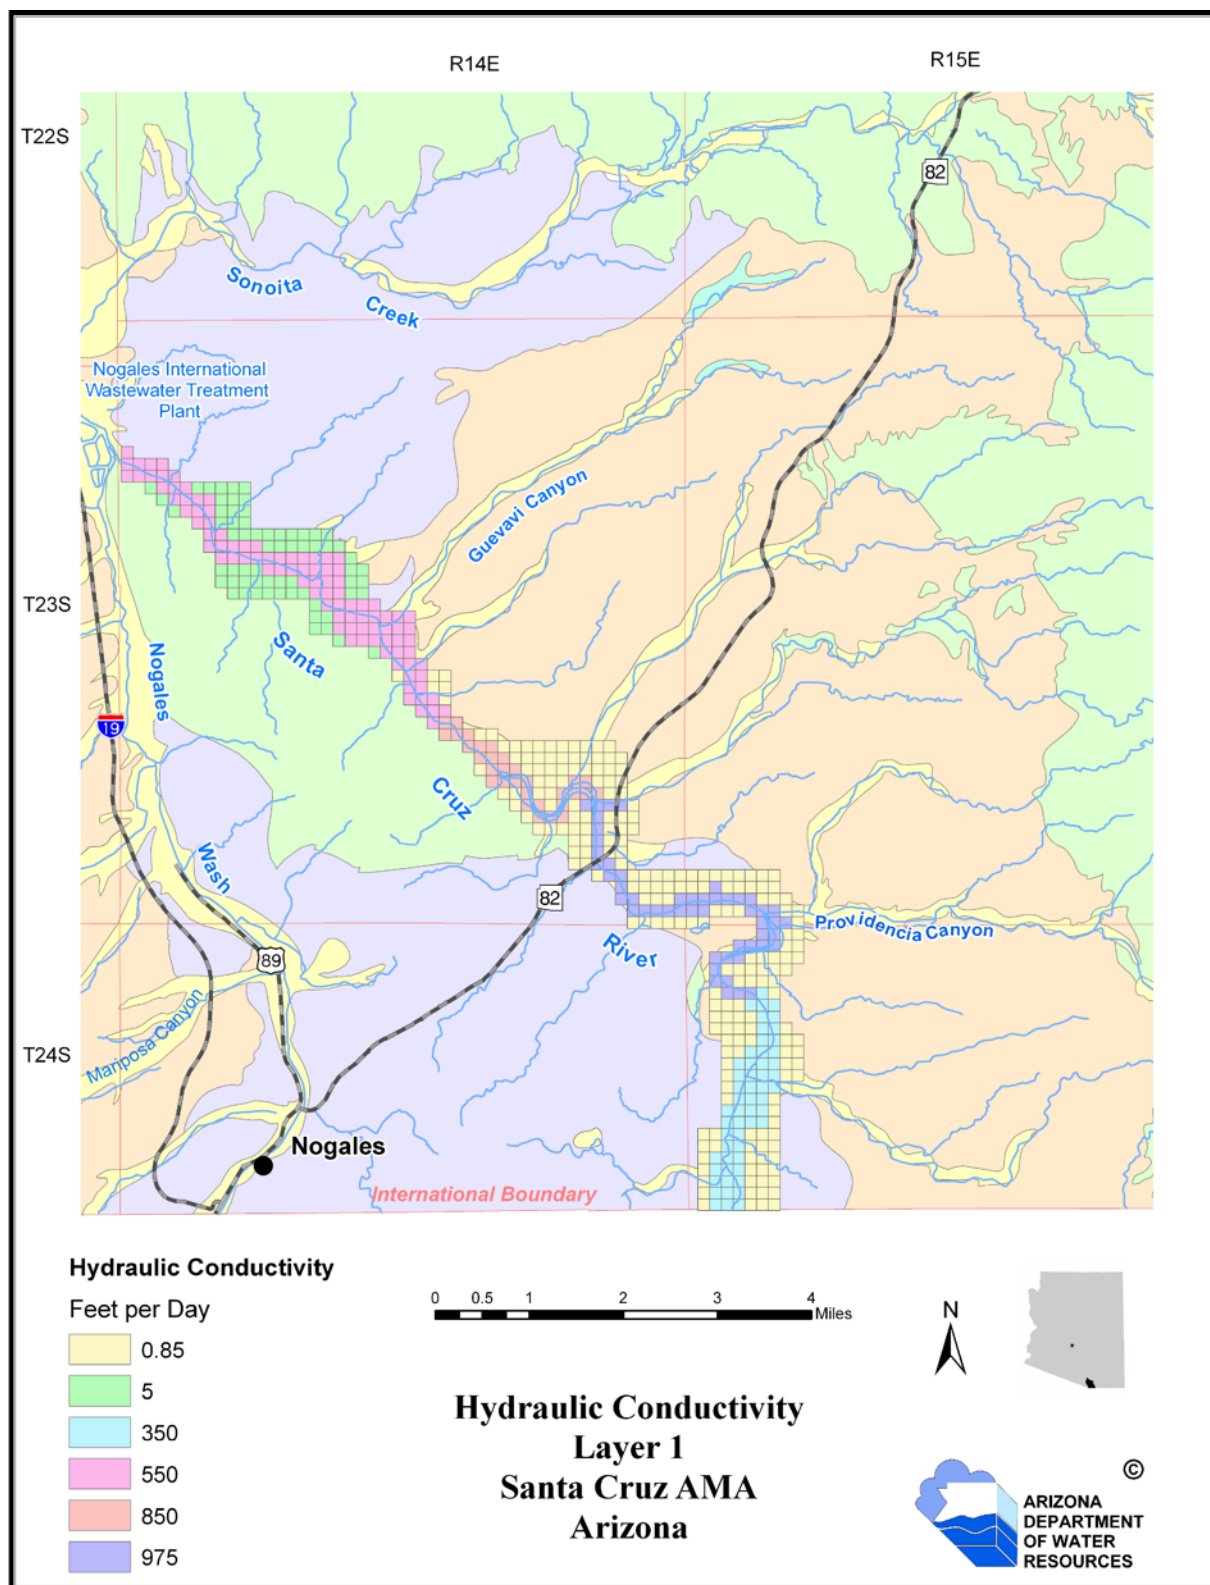 R14E
R15E
T22S
82
Sonoita
Creek
Nogales International
Wastewater Treatment
Plant
Guevavi Canyon
T23S
Santa
Nogales
19
Cruz
Wash
82
Providencia Canyon
River
89
Mariposa Canyon
T24S
Nogales
International Boundary
Hydraulic Conductivity
Feet per Day
0.85
5
350
550
850
975
0 0.5 1 2 3 4
Miles
N
Hydraulic Conductivity
Layer 1
Santa Cruz AMA
Arizona
©
ARIZONA
DEPARTMENT
OF WATER
RESOURCES